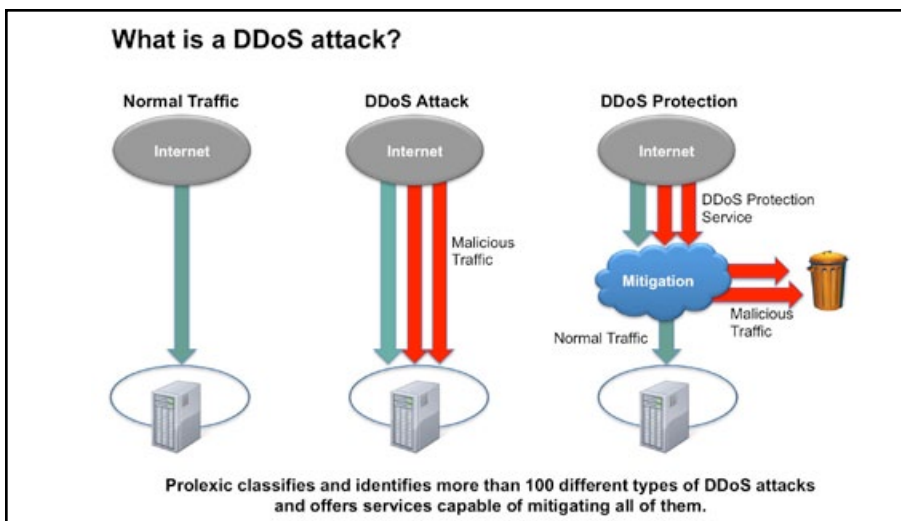 What is a DDoS attack?
Normal Traffic
DDoS Attack
DDoS Protection
Internet
Internet
Internet
DDoS Protection
Service
Malicious
Traffic
Mitigation
Malicious
Traffic
Normal Traffic
Prolexic classifies and identifies more than 100 different types of DDoS attacks
and offers services capable of mitigating all of them.